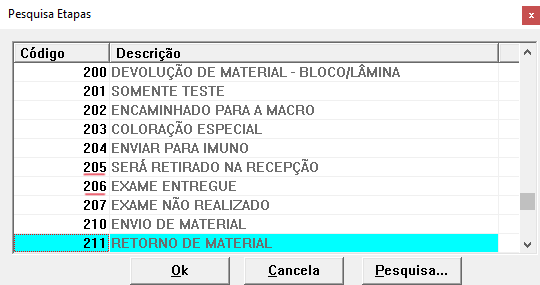 Pesquisa Etapas
x
Código Descrição
200 DEVOLUÇÃO DE MATERIAL - BLOCO/LÂMINA
201 SOMENTE TESTE
202 ENCAMINHADO PARA A MACRO
203 COLORAÇÃO ESPECIAL
204 ENVIAR PARA IMUNO
205 SERÁ RETIRADO NA RECEPÇÃO
206 EXAME ENTREGUE
207 EXAME NÃO REALIZADO
210 ENVIO DE MATERIAL
211 RETORNO DE MATERIAL
Ok Cancela Pesquisa...